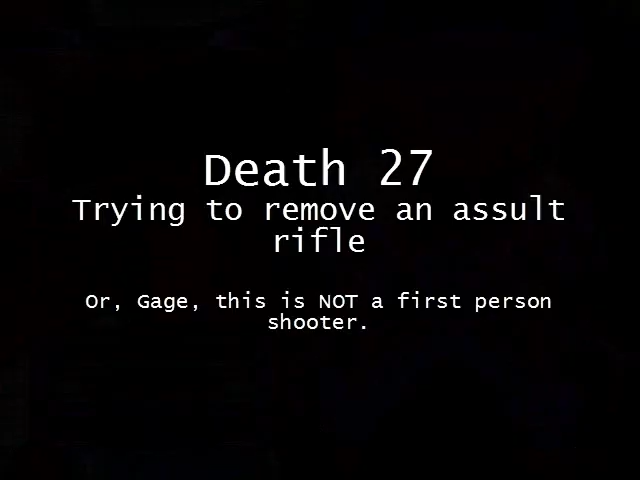 Death 27
Trying to remove an assult
rifle
Or, Gage, this is NOT a first person
shooter.